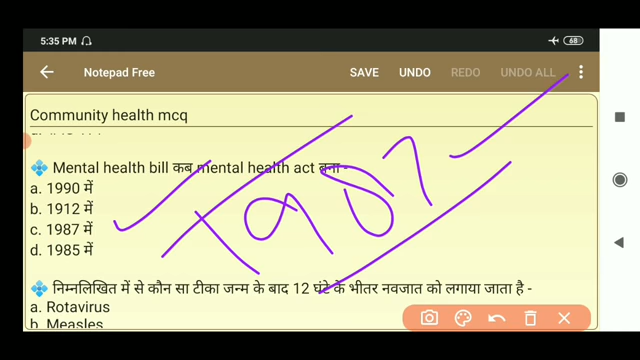 5:35 PM 68
Notepad Free SAVE UNDO REDO UNDO ALL
Community health mcq
Mental health bill कब mental health act बना -
a. 1990 में
b. 1912 में
c. 1987 में
d. 1985 में
1987
निम्नलिखित में से कौन सा टीका जन्म के बाद 12 घंटे के भीतर नवजात को लगाया जाता है -
a. Rotavirus
b. Measles